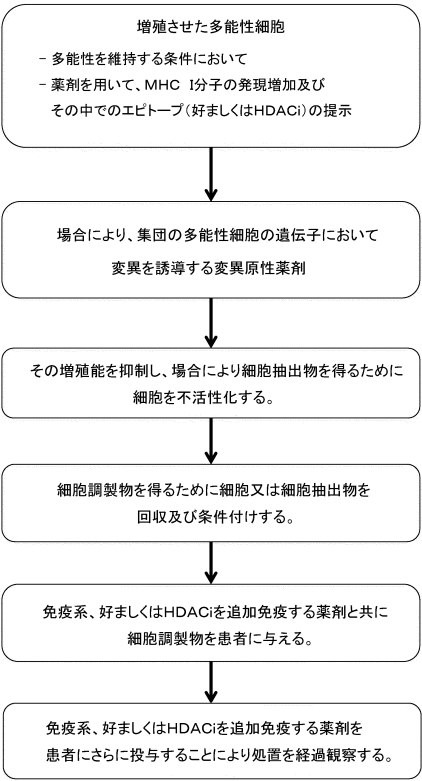 増殖させた多能性細胞
- 多能性を維持する条件において
- 薬剤を用いて、MHC I分子の発現増加及び
その中でのエピトープ(好ましくはHDACi)の提示
場合により、集団の多能性細胞の遺伝子において
変異を誘導する変異原性薬剤
その増殖能を抑制し、場合により細胞抽出物を得るために
細胞を不活性化する。
細胞調製物を得るために細胞又は細胞抽出物を
回収及び条件付けする。
免疫系、好ましくはHDACiを追加免疫する薬剤と共に
細胞調製物を患者に与える。
免疫系、好ましくはHDACiを追加免疫する薬剤を
患者にさらに投与することにより処置を経過観察する。